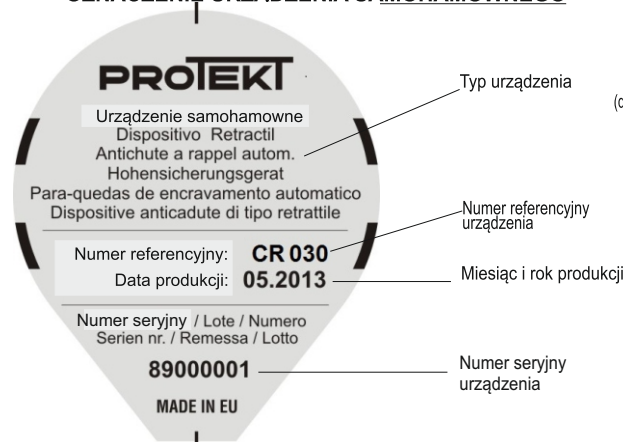 PROTEKT
Urządzenie samohamowne
Dispositivo Retractil
Antichute a rappel autom.
Hohensicherungsgerat
Para-quedas de encravamento automatico
Dispositive anticadute di tipo retrattile
Numer referencyjny: CR 030
Data produkcji: 05.2013
Numer seryjny / Lote / Numero
Serien nr. / Remessa / Lotto
89000001
MADE IN EU
Typ urządzenia
Numer referencyjny
urządzenia
Miesiąc i rok produkcji
Numer seryjny
urządzenia